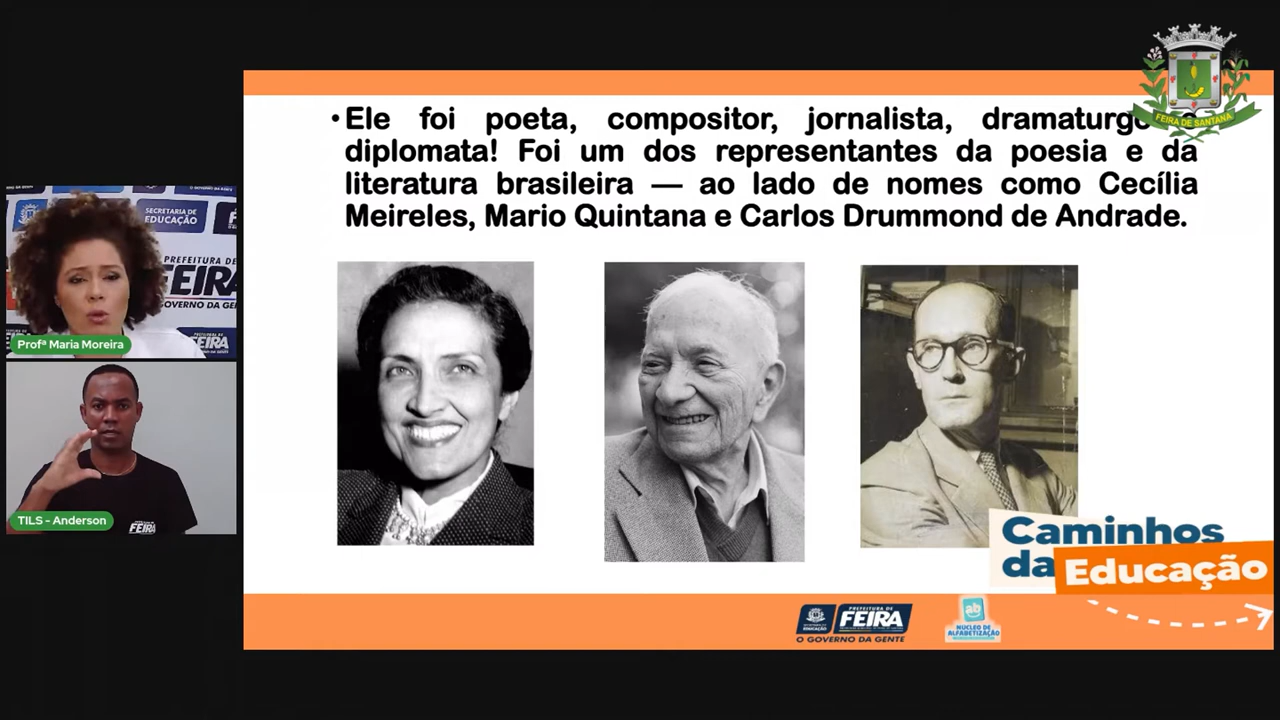 • Ele foi poeta, compositor, jornalista, dramaturgo
diplomata! Foi um dos representantes da poesia e da
literatura brasileira — ao lado de nomes como Cecília
Meireles, Mario Quintana e Carlos Drummond de Andrade.
FEIRA DE SANTANA
SECRETARIA DE
EDUCAÇÃO
PREFEITURA DE
FEIRA
GOVERNO DA GENTE
Profª Maria Moreira
FEIRA
TILS - Anderson
Caminhos
da Educação
PREFEITURA DE
FEIRA
EDUCAÇÃO
O GOVERNO DA GENTE
ab
NÚCLEO DE
ALFABETIZAÇÃO